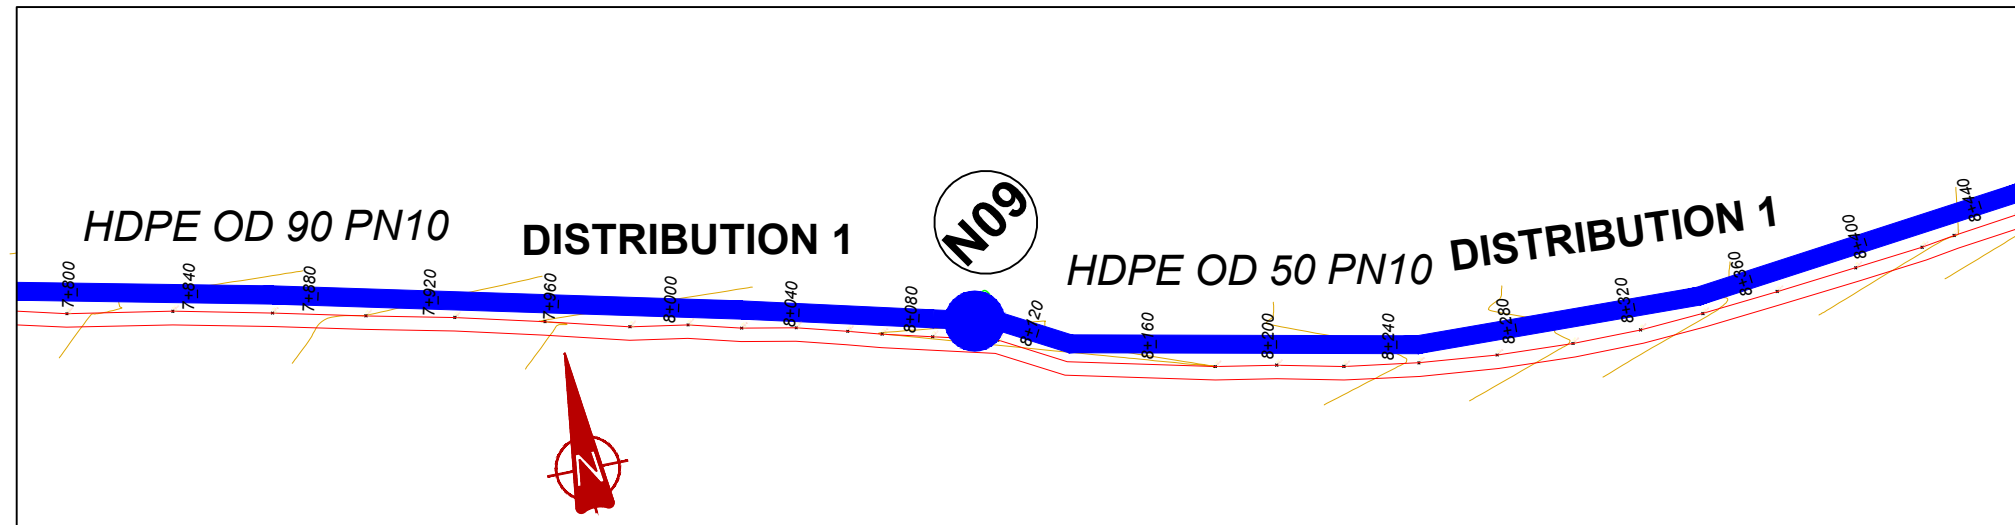 HDPE OD 90 PN10
DISTRIBUTION 1
N09
HDPE OD 50 PN10
DISTRIBUTION 1
7+800
7+840
7+880
7+920
7+960
8+000
8+040
8+080
8+120
8+160
8+200
8+240
8+280
8+320
8+360
8+400
8+440
N